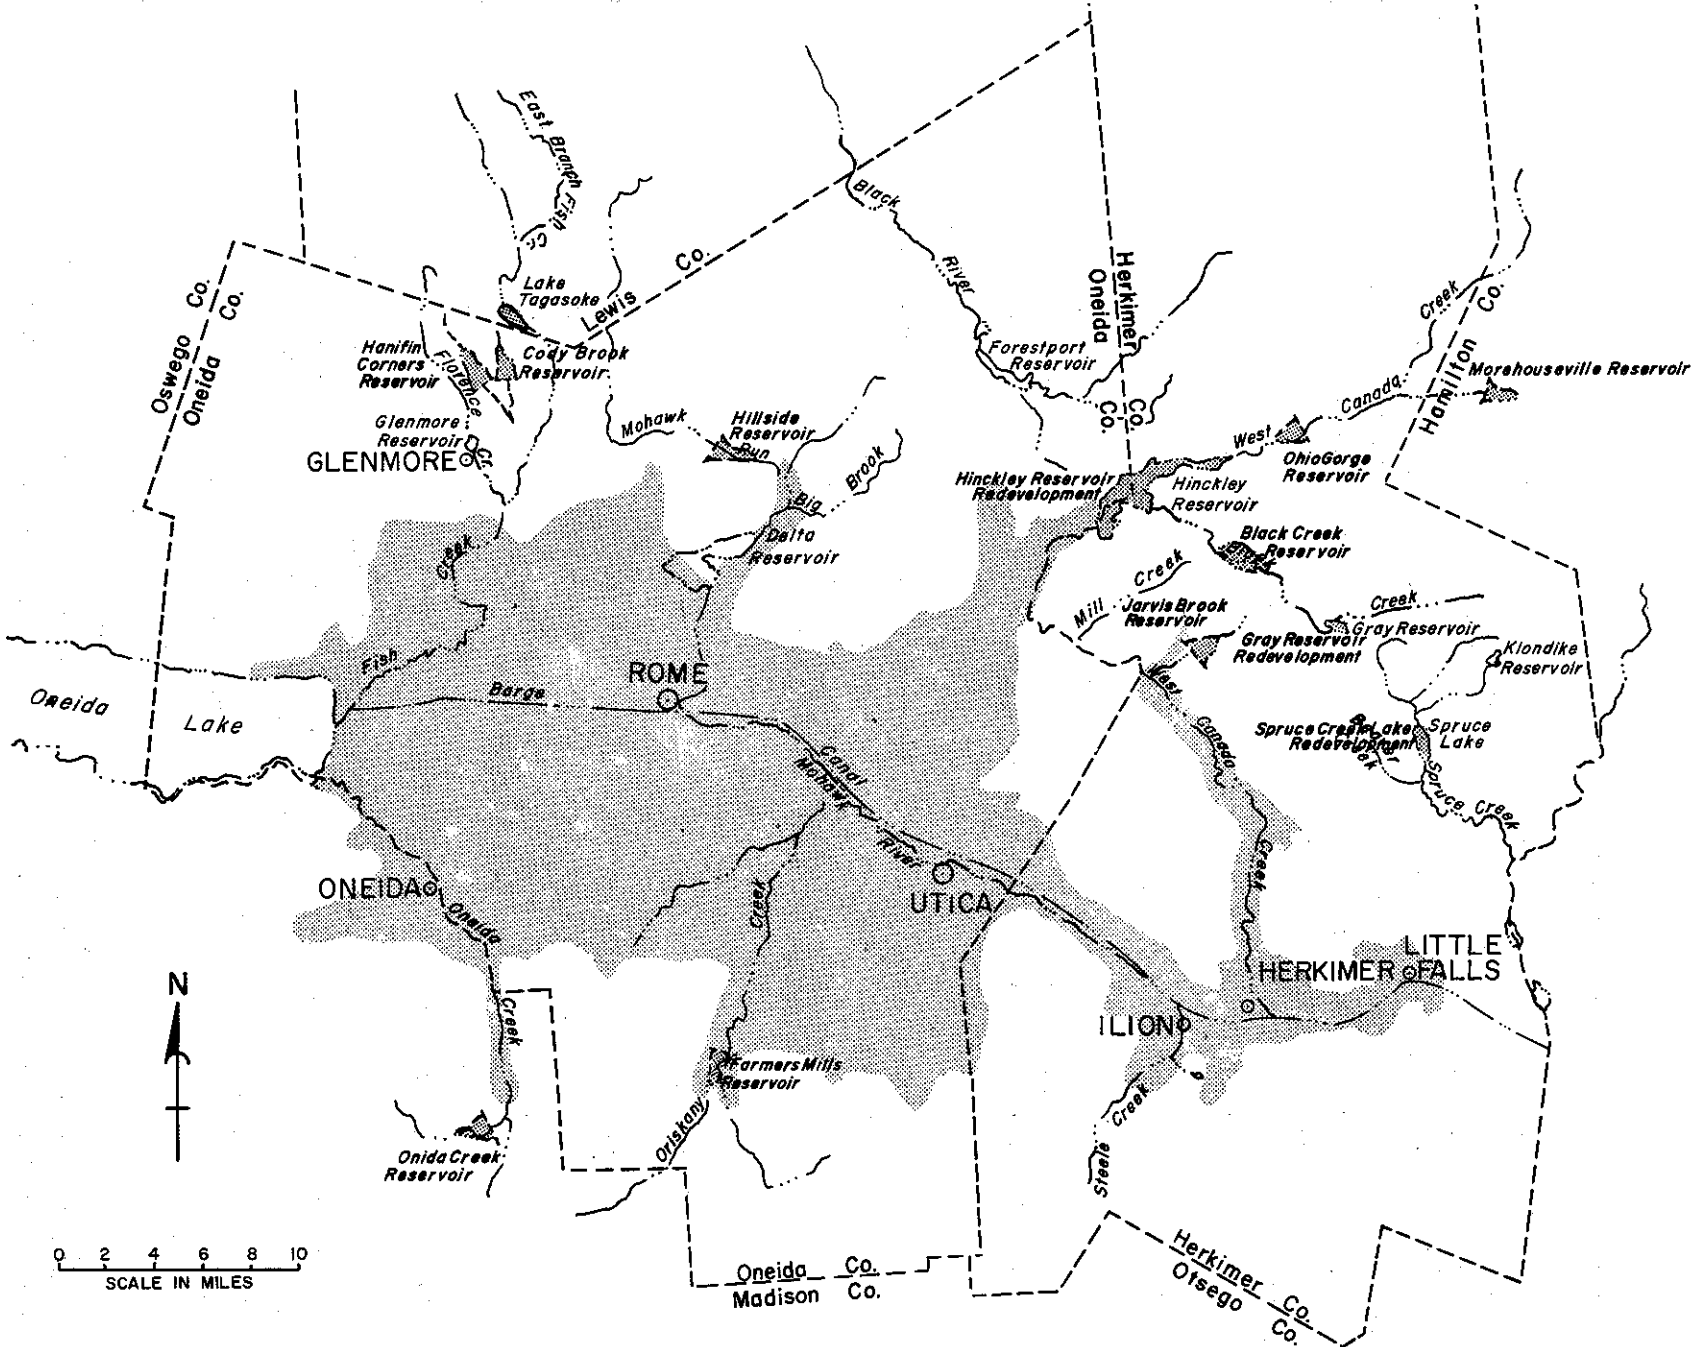 East Branch Fish Cr.
Black
River
Lake
Tagasoke
Lewis
Co.
Herkimer
Oneida
Co.
Co.
Creek
Co.
Hamilton
Oswego Co.
Oneida Co.
Hanifin
Corners
Reservoir
Florence
Cr.
Cody Brook
Reservoir
Forestport
Reservoir
Morehouseville Reservoir
Canada
West
Glenmore
Reservoir
GLENMORE
Mohawk
Hillside
Reservoir
Run
Big
Brook
Delta
Reservoir
OhioGorge
Reservoir
Hinckley Reservoir
Redevelopment
Hinckley
Reservoir
Black Creek
Reservoir
Black
Creek
Mill
Creek
Jarvis Brook
Reservoir
Creek
Gray Reservoir
Gray Reservoir
Redevelopment
Klondike
Reservoir
Fish
ROME
Barge
Oneida
Lake
West
Canada
Creek
Spruce Creek Lake
Redevelopment
Spruce
Lake
Spruce Creek
Canal
Mohawk
River
ONEIDA
Oneida
Creek
Creek
UTICA
LITTLE
FALLS
HERKIMER
ILION
N
Farmers Mills
Reservoir
Oriskany
Onida Creek
Reservoir
Creek
Steele
0 2 4 6 8 10
SCALE IN MILES
Oneida Co.
Madison Co.
Herkimer Co.
Otsego Co.